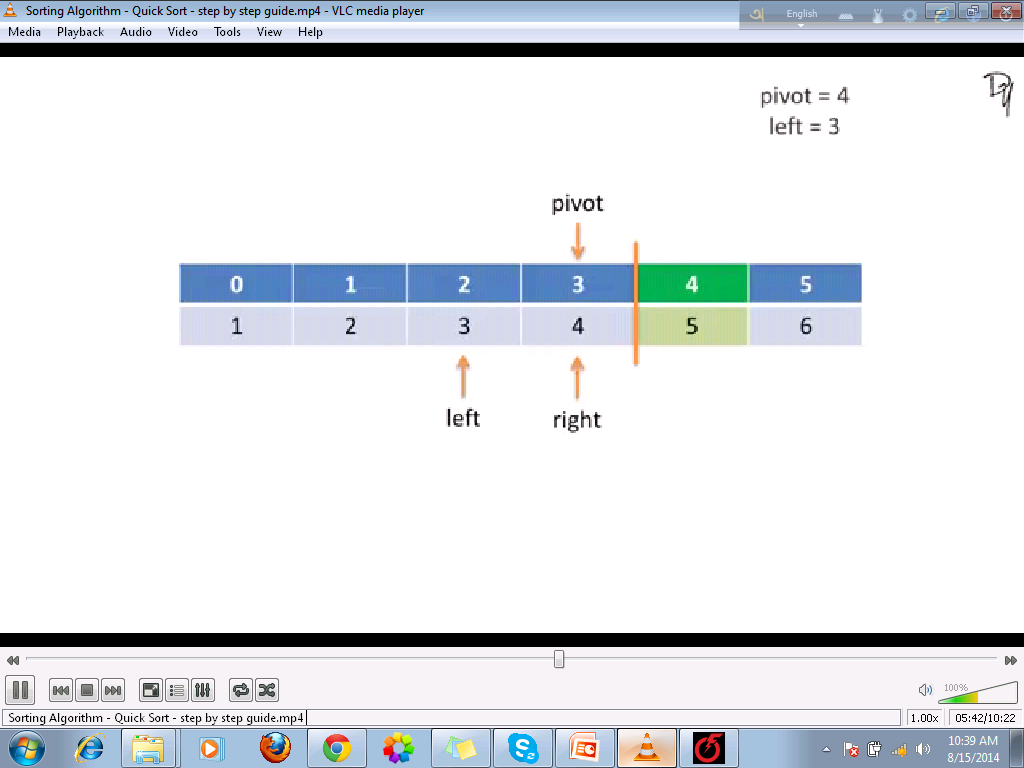 Sorting Algorithm - Quick Sort - step by step guide.mp4 - VLC media player
English
Media Playback Audio Video Tools View Help
pivot = 4
left = 3
pivot
0 1 2 3 4 5
1 2 3 4 5 6
left right
100%
Sorting Algorithm - Quick Sort - step by step guide.mp4 1.00x 05:42/10:22
10:39 AM
8/15/2014